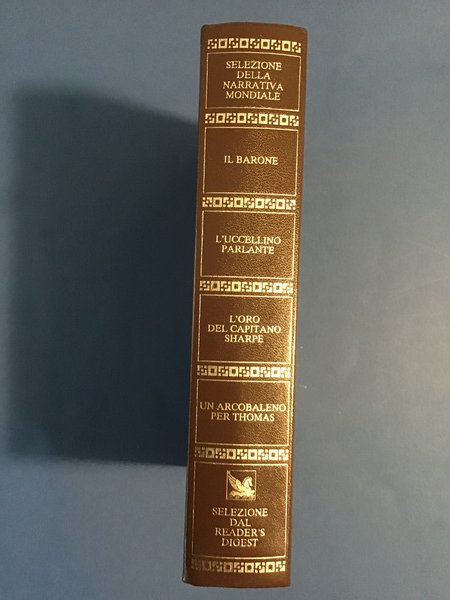 SELEZIONE
DELLA
NARRATIVA
MONDIALE
IL BARONE
L'UCCELLINO
PARLANTE
L'ORO
DEL CAPITANO
SHARPE
UN ARCOBALENO
PER THOMAS
SELEZIONE
DAL
READER'S
DIGEST